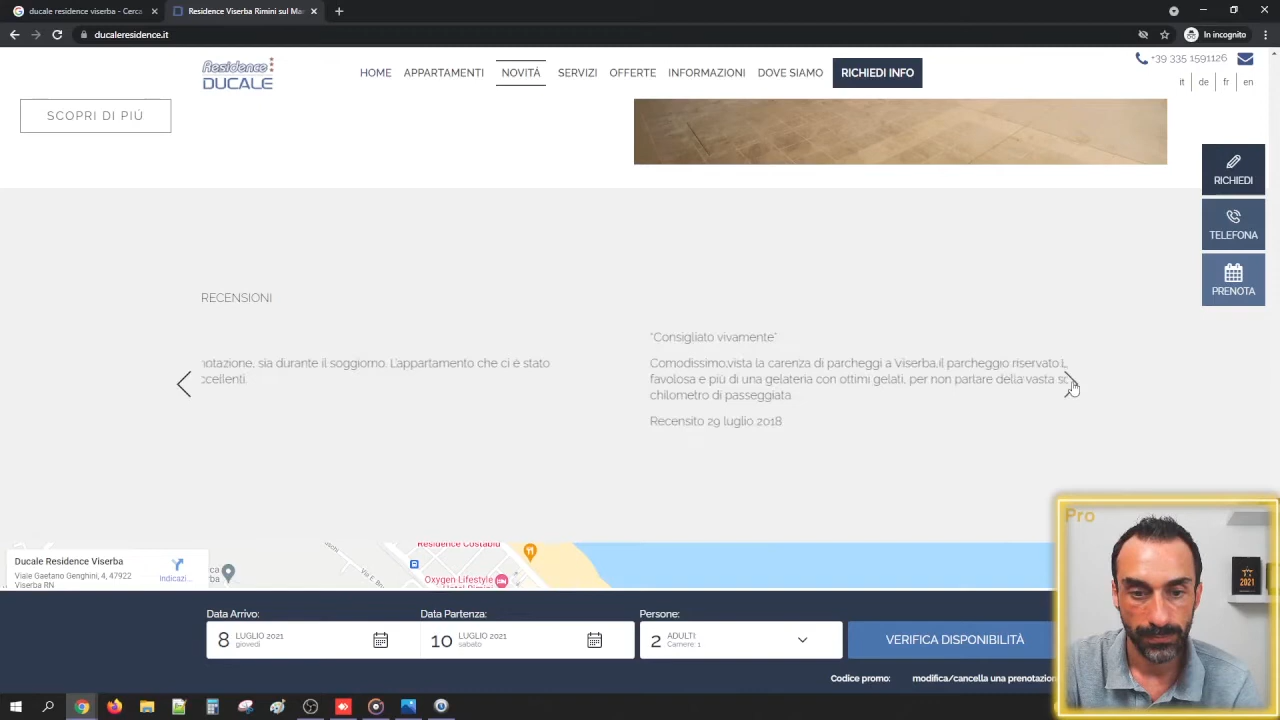 ducale residence viserba - Cerca
Residence Viserba Rimini sul Ma
ducaleresidence.it
In incognito
Residence
DUCALE
HOME
APPARTAMENTI
NOVITÁ
SERVIZI
OFFERTE
INFORMAZIONI
DOVE SIAMO
RICHIEDI INFO
+39 335 1591126
it
de
fr
en
SCOPRI DI PIÙ
RICHIEDI
TELEFONA
PRENOTA
RECENSIONI
notazione, sia durante il soggiorno. L'appartamento che ci é stato
ccellenti.
"Consigliato vivamente"
Comodissimo,vista la carenza di parcheggi a Viserba,il parcheggio riservato.
favolosa e più di una gelateria con ottimi gelati, per non parlare della vasta
chilometro di passeggiata.
Recensito 29 luglio 2018
Ducale Residence Viserba
Viale Gaetano Genghini, 4, 47922
Viserba RN
Indicazi...
Residence Costablu
Oxygen Lifestyle
Via E.
Data Arrivo:
8 LUGLIO 2021
giovedì
Data Partenza:
10 LUGLIO 2021
sabato
Persone:
2 ADULTI
Camere: 1
VERIFICA DISPONIBILITÀ
Codice promo:
modifica/cancella una prenotazion
Pro
2021